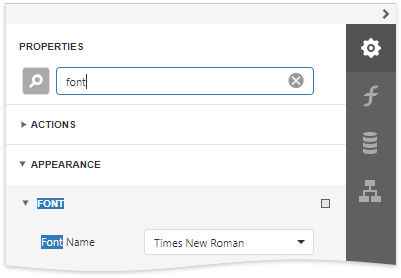 PROPERTIES
font
ACTIONS
APPEARANCE
FONT
Font Name Times New Roman